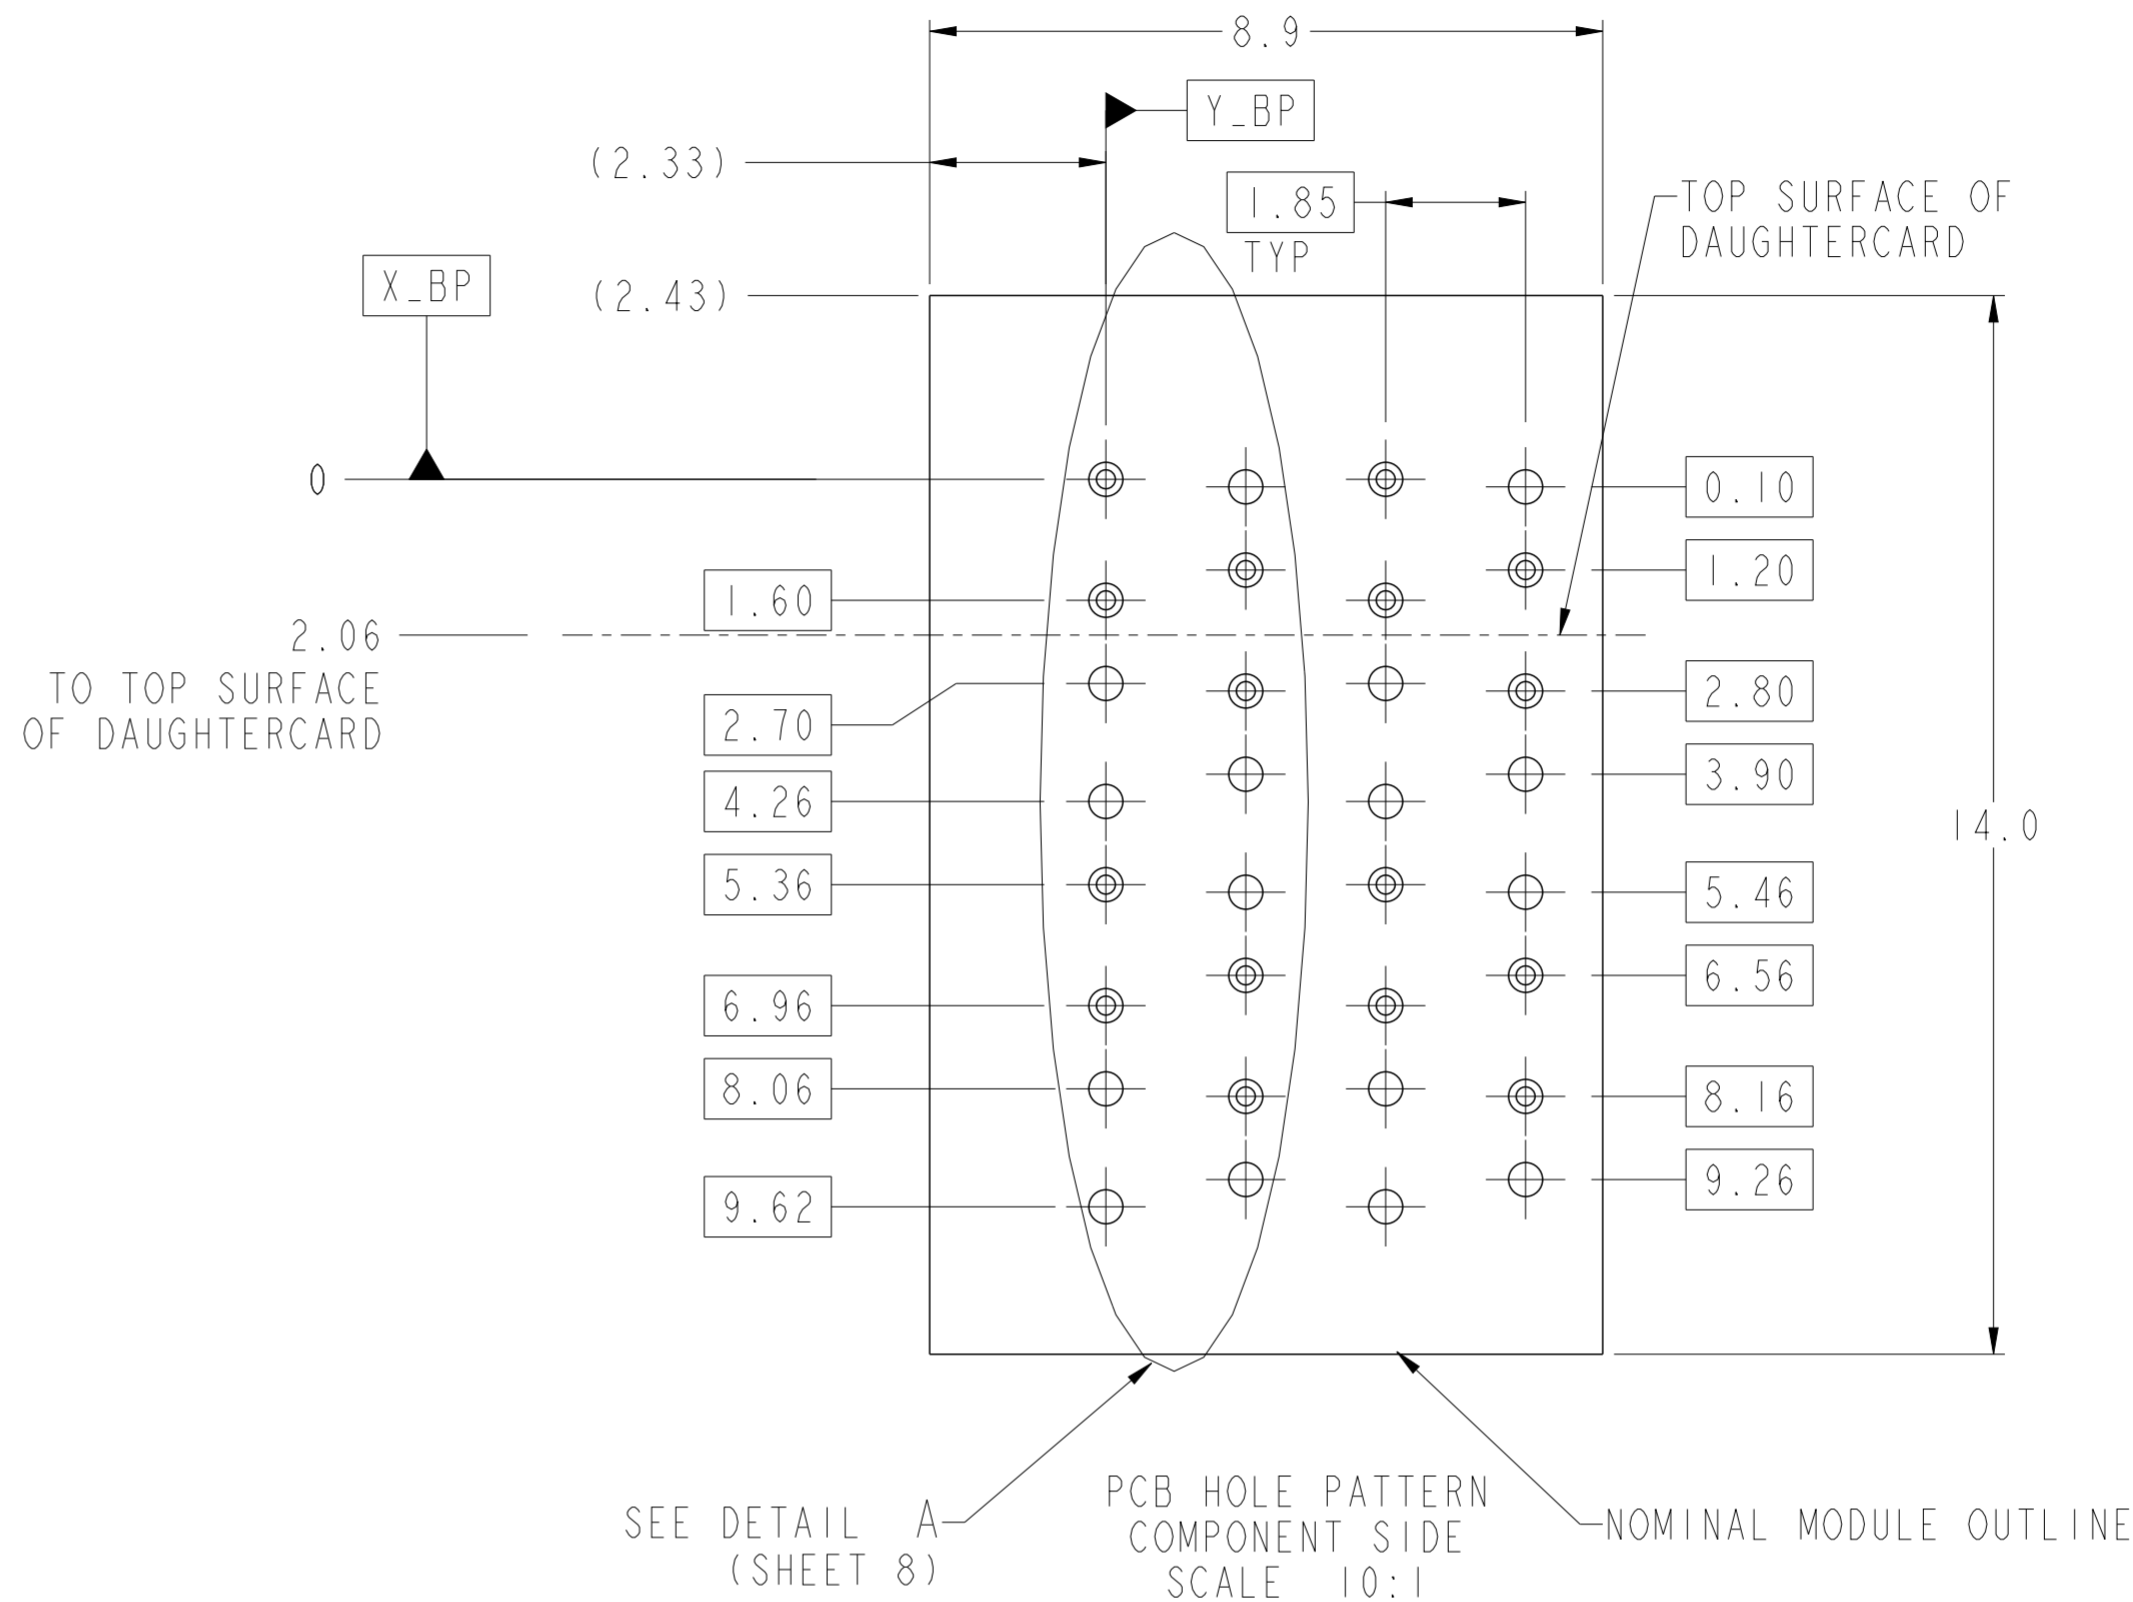 8.9
Y_BP
(2.33)
1.85
TYP
TOP SURFACE OF
DAUGHTERCARD
X_BP
(2.43)
0
0.10
1.20
1.60
2.06
TO TOP SURFACE
OF DAUGHTERCARD
2.80
2.70
3.90
4.26
14.0
5.36
5.46
6.56
6.96
8.06
8.16
9.26
9.62
SEE DETAIL A
(SHEET 8)
PCB HOLE PATTERN
COMPONENT SIDE
SCALE 10:1
NOMINAL MODULE OUTLINE